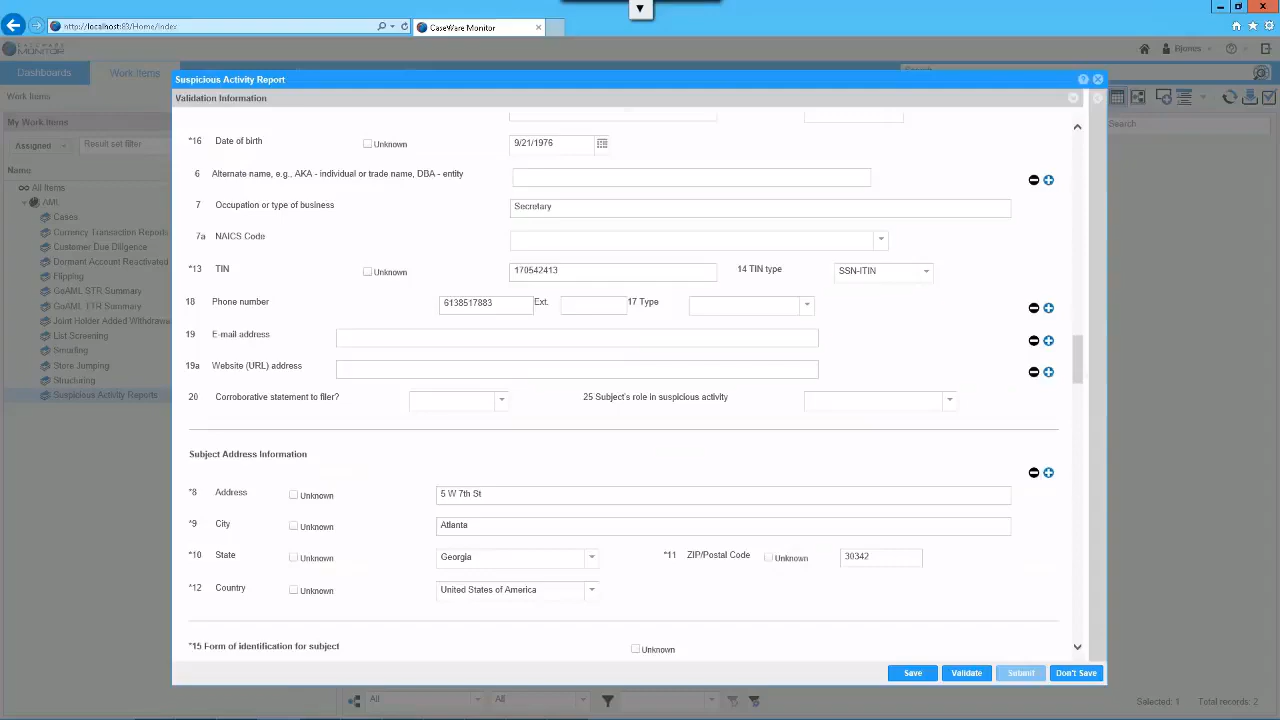 http://localhost:83/Home/Index
CaseWare Monitor
MONITOR
Eljones
Dashboards
Work Items
Suspicious Activity Report
Work Items
Validation Information
My Work Items
Search
Assigned
Result set filter
Name
All Items
AML
Cases
Currency Transaction Reports
Customer Due Diligence
Dormant Account Reactivated
Flipping
GoAML STR Summary
GoAML TTR Summary
Joint Holder Added Withdrawa
List Screening
Smurfing
Store Jumping
Structuring
Suspicious Activity Reports
*16 Date of birth Unknown 9/21/1976
6 Alternate name, e.g., AKA - individual or trade name, DBA - entity
7 Occupation or type of business Secretary
7a NAICS Code
*13 TIN Unknown 170542413 14 TIN type SSN-ITIN
18 Phone number 6138517883 Ext. 17 Type
19 E-mail address
19a Website (URL) address
20 Corroborative statement to filer? 25 Subject's role in suspicious activity
Subject Address Information
*8 Address Unknown 5 W 7th St
*9 City Unknown Atlanta
*10 State Unknown Georgia *11 ZIP/Postal Code Unknown 30342
*12 Country Unknown United States of America
*15 Form of identification for subject Unknown
Save Validate Submit Don't Save
All All Selected: 1 Total records: 2